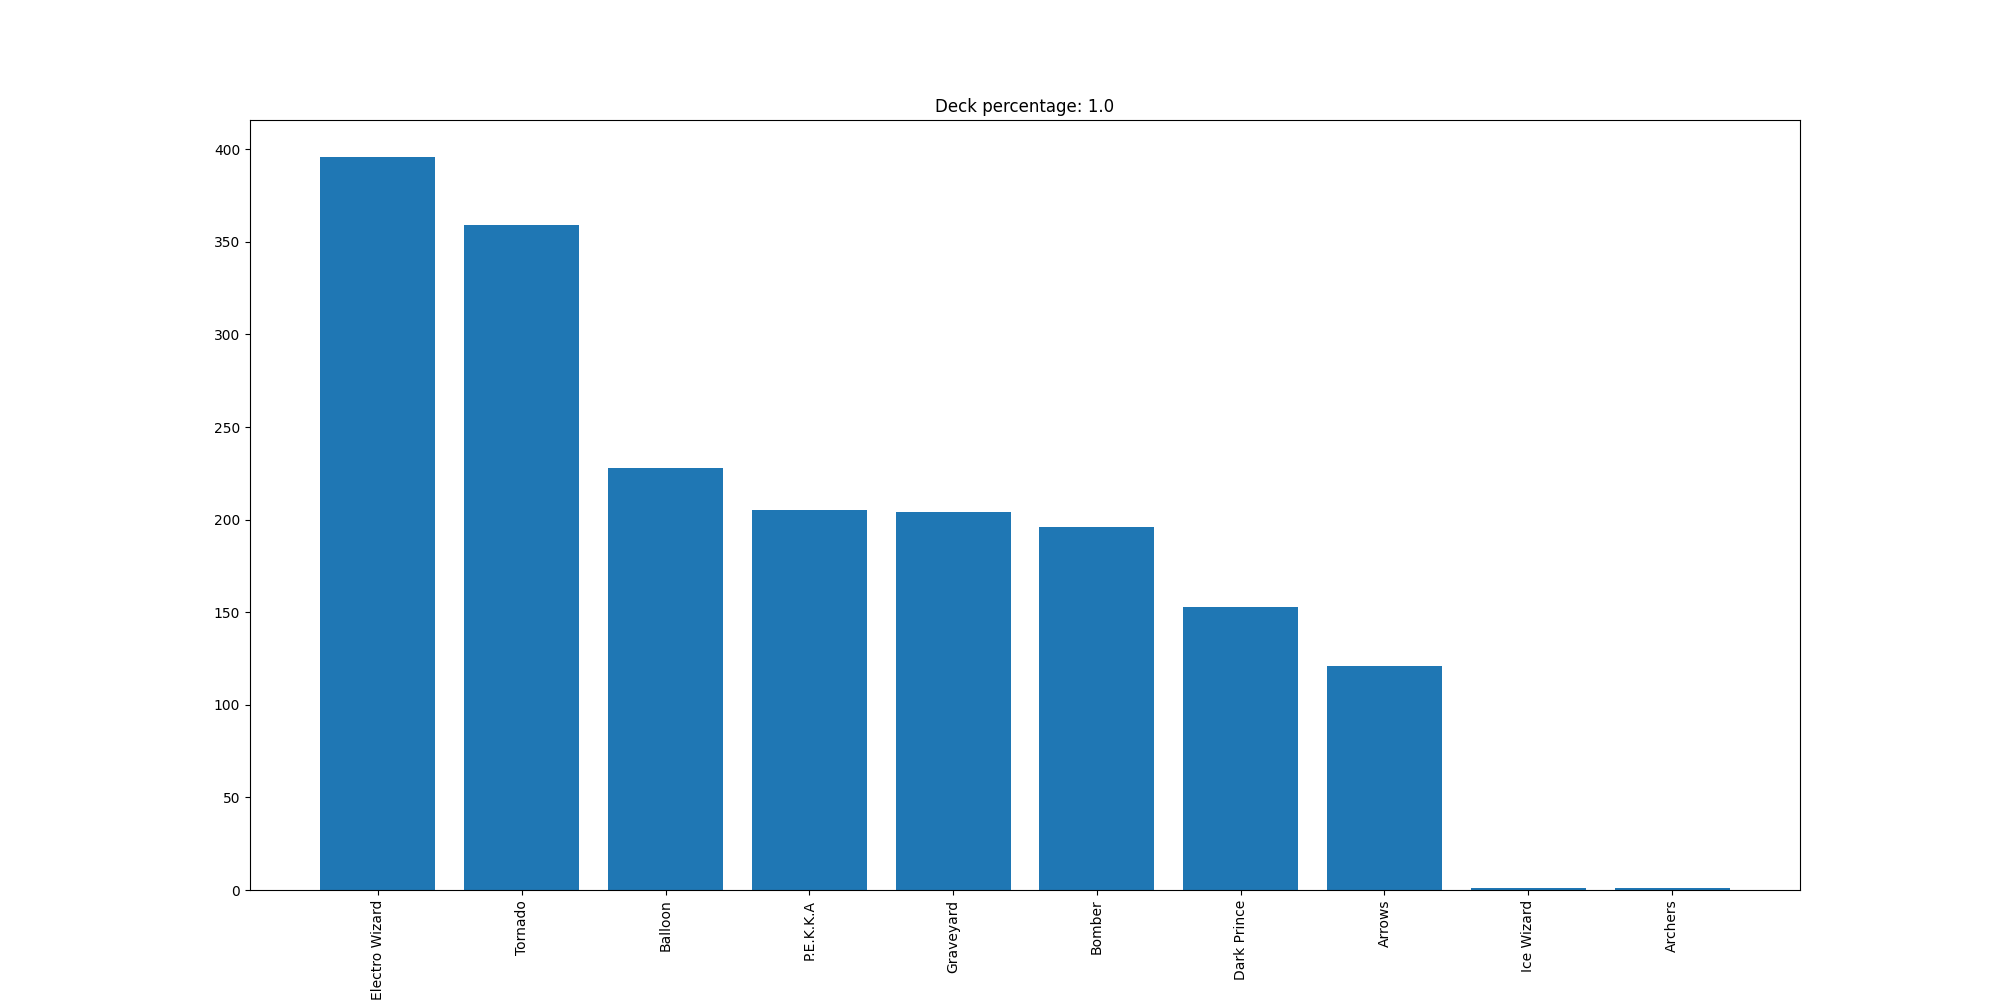 Deck percentage: 1.0
400
350
300
250
200
150
100
50
0
Electro Wizard
Tornado
Balloon
P.E.K.K.A
Graveyard
Bomber
Dark Prince
Arrows
Ice Wizard
Archers